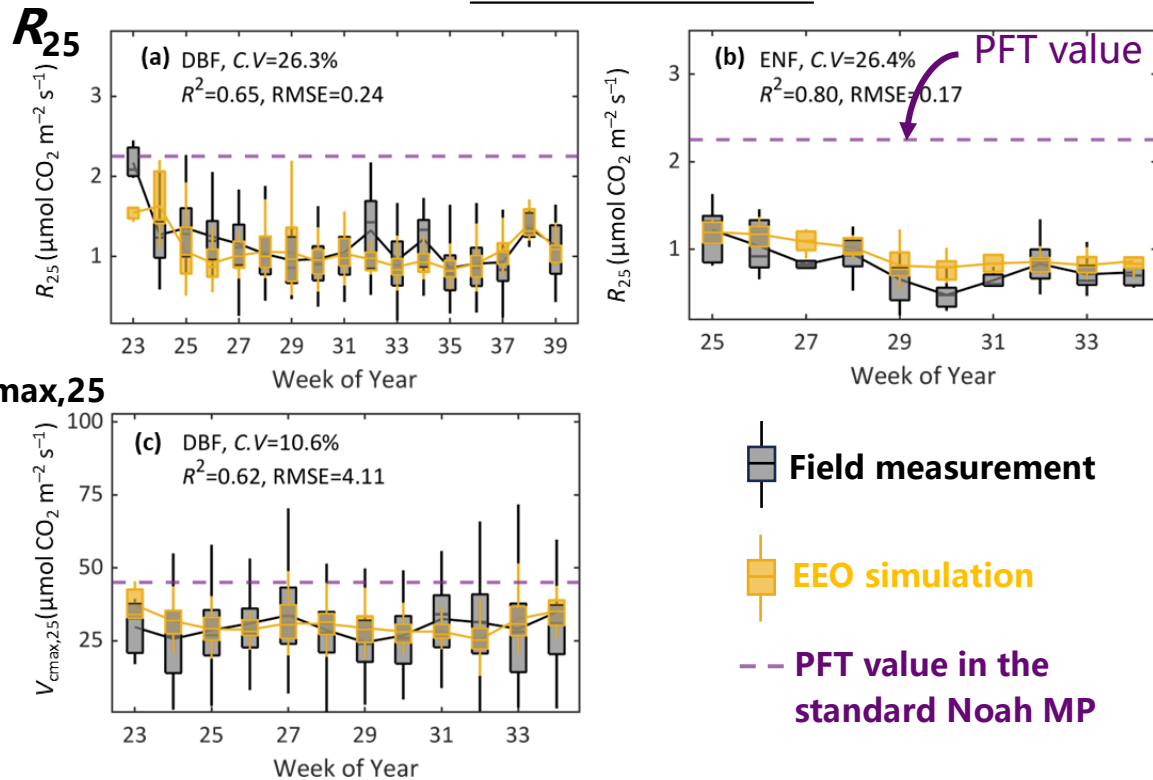 R25
R25 (μmol CO2 m−2 s−1)
(a) DBF, C.V=26.3%
R2=0.65, RMSE=0.24
3
2
1
23 25 27 29 31 33 35 37 39
Week of Year
R25 (μmol CO2 m−2 s−1)
(b) ENF, C.V=26.4%
R2=0.80, RMSE=0.17
PFT value
3
2
1
25 27 29 31 33
Week of Year
max,25
Vcmax,25 (μmol CO2 m−2 s−1)
(c) DBF, C.V=10.6%
R2=0.62, RMSE=4.11
100
75
50
25
23 25 27 29 31 33
Week of Year
Field measurement
EEO simulation
PFT value in the
standard Noah MP